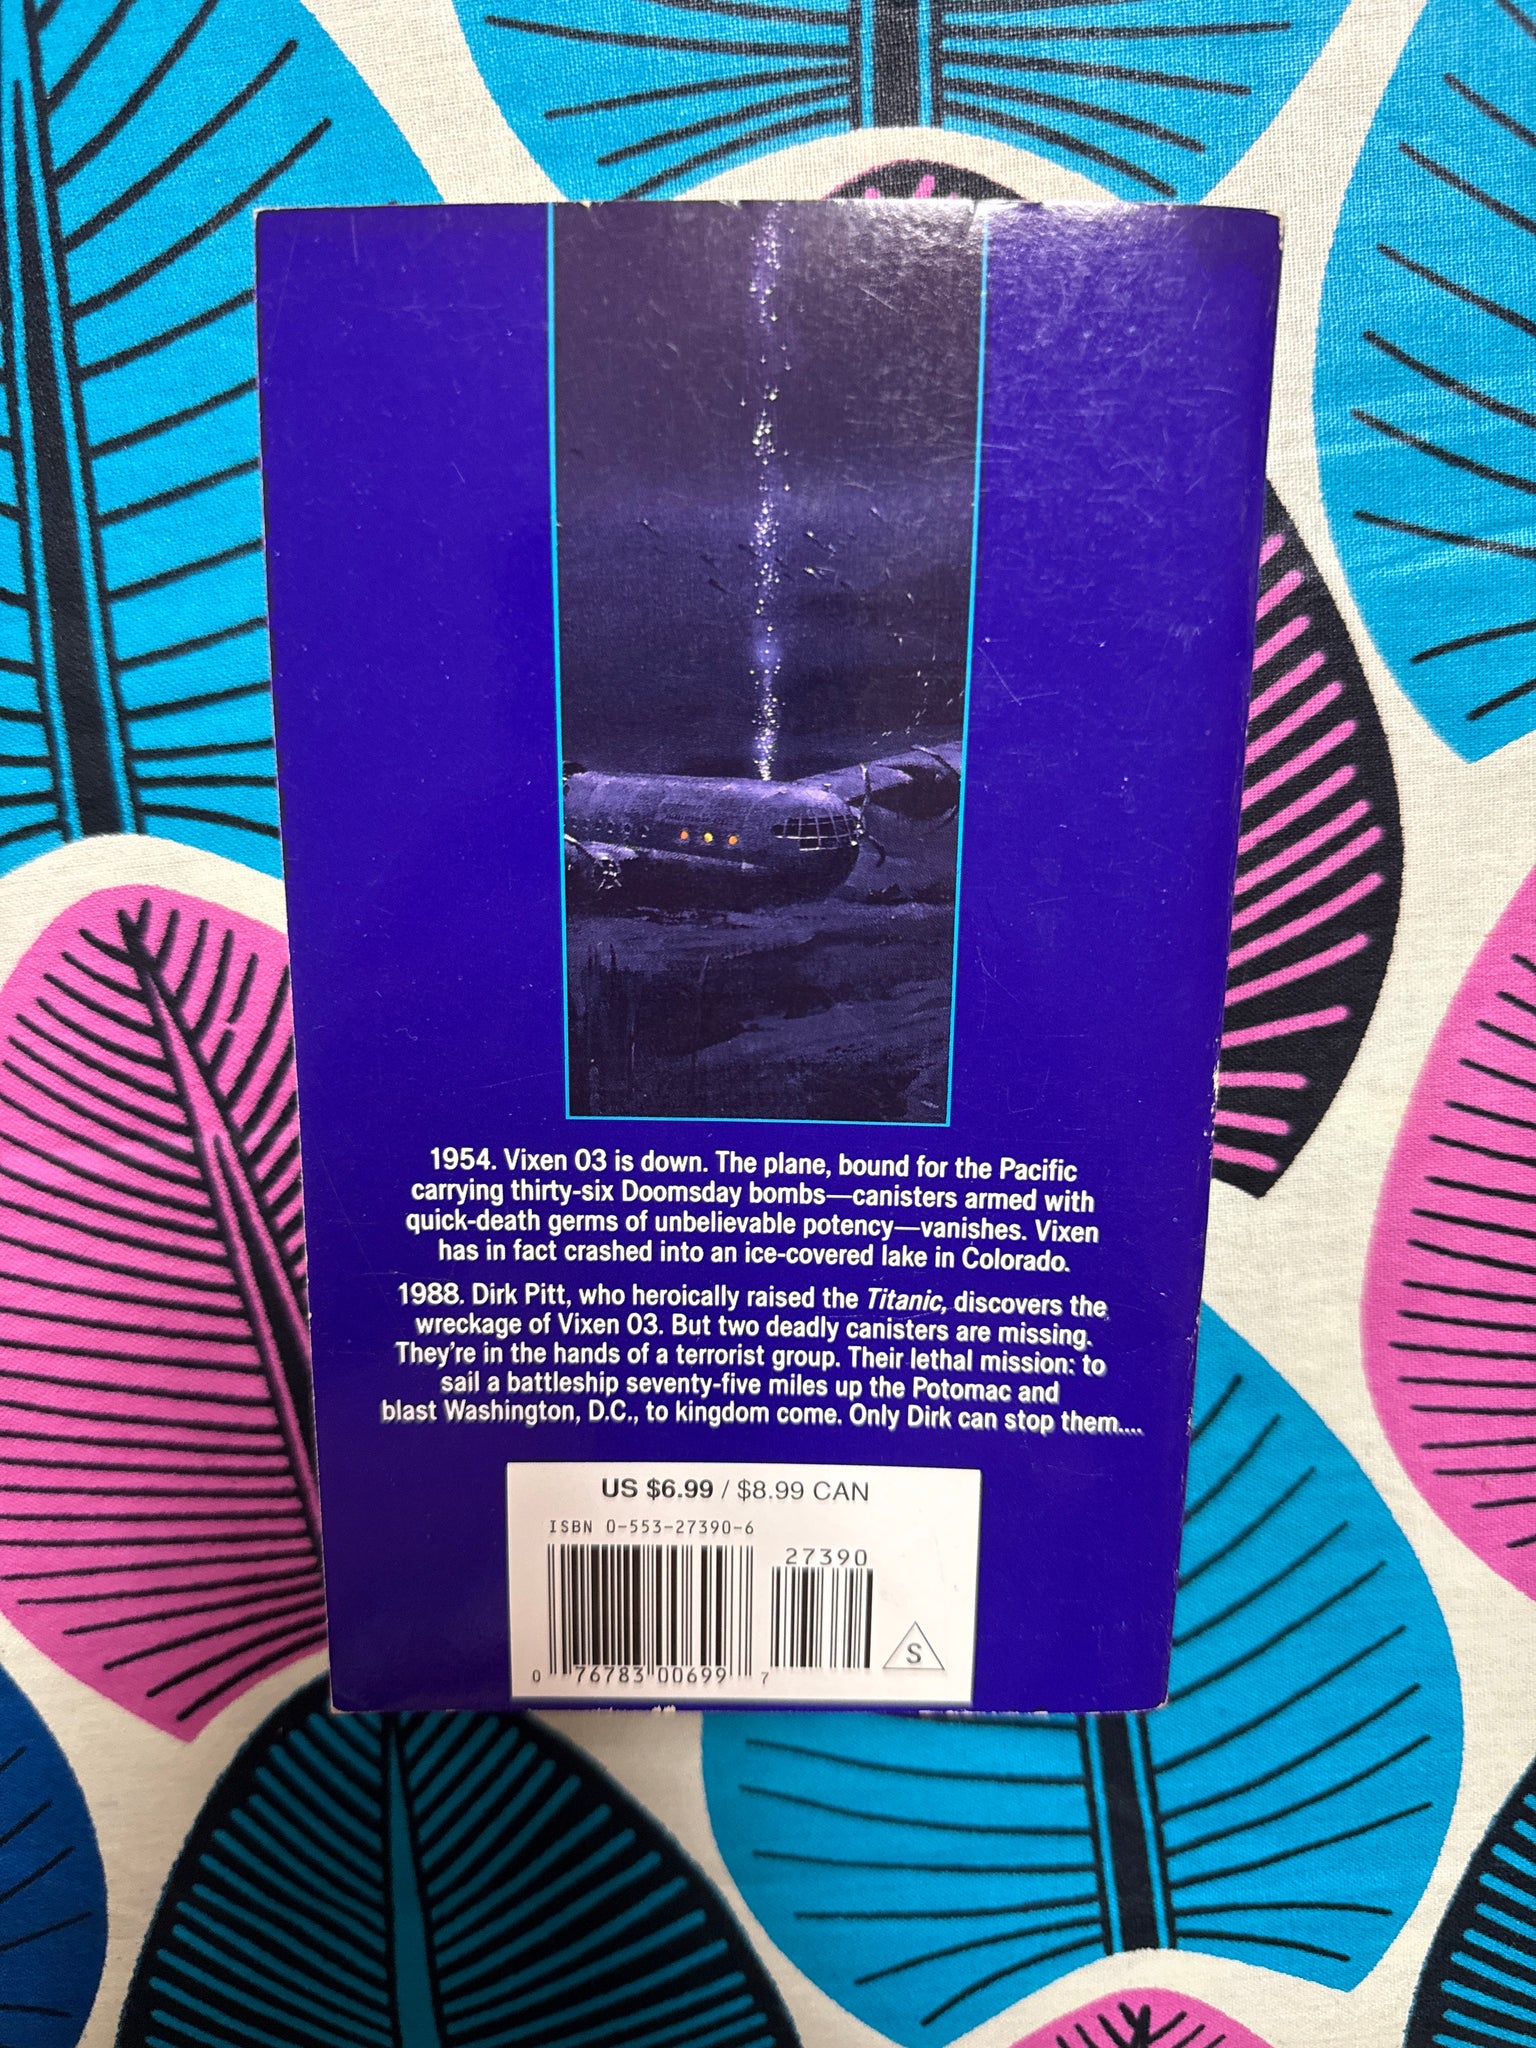 1954. Vixen 03 is down. The plane, bound for the Pacific
carrying thirty-six Doomsday bombs—canisters armed with
quick-death germs of unbelievable potency—vanishes. Vixen
has in fact crashed into an ice-covered lake in Colorado.
1988. Dirk Pitt, who heroically raised the Titanic, discovers the
wreckage of Vixen 03. But two deadly canisters are missing.
They're in the hands of a terrorist group. Their lethal mission: to
sail a battleship seventy-five miles up the Potomac and
blast Washington, D.C., to kingdom come. Only Dirk can stop them....
US $6.99 / $8.99 CAN
ISBN 0-553-27390-6
27390
0 76783 00699 7
S